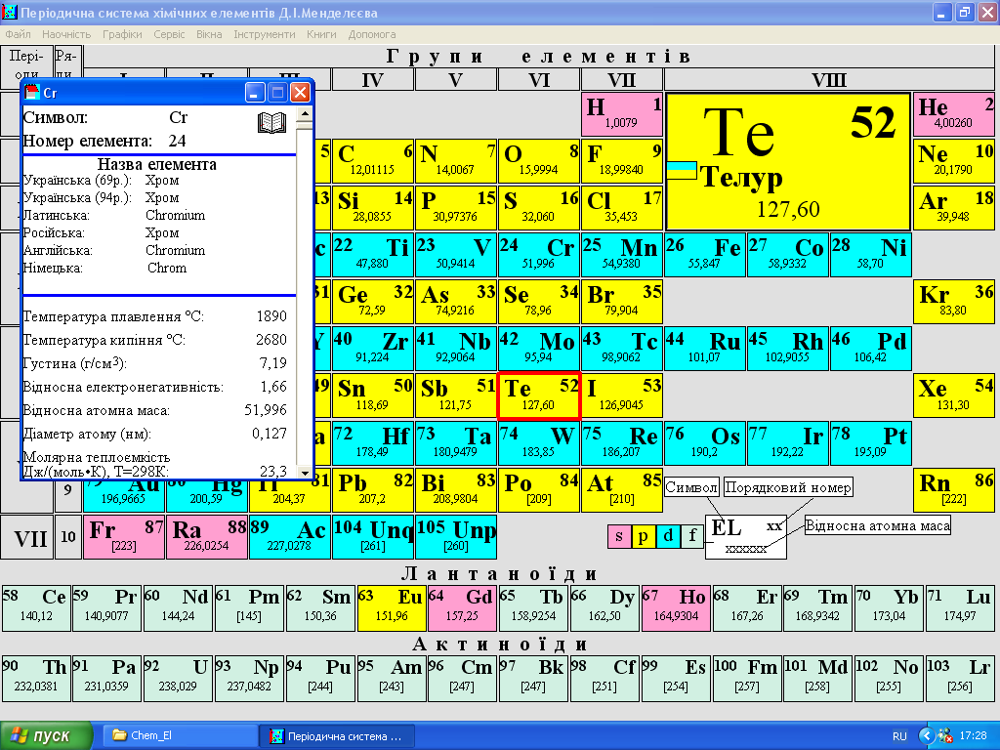 Періодична система хімічних елементів Д.І.Менделєєва
Файл Наочність Графіки Сервіс Вікна Інструменти Книги Допомога
Пері- Ря- Групи елементів
IV V VI VII VIII
Cr
Символ: Cr
Номер елемента: 24
Назва елемента
Українська (69р.): Хром
Українська (94р.): Хром
Латинська: Chromium
Російська: Хром
Англійська: Chromium
Німецька: Chrom
Температура плавлення °C: 1890
Температура кипіння °C: 2680
Густина (г/см³): 7,19
Відносна електронегативність: 1,66
Відносна атомна маса: 51,996
Діаметр атому (нм): 0,127
Молярна теплоємкість
Дж/(моль•К), T=298К: 23,3
H 1 He 2
1,0079 4,00260
Te 52
Телур
127,60
5 C 6 N 7 O 8 F 9 Ne 10
12,01115 14,0067 15,9994 18,99840 20,1790
13 Si 14 P 15 S 16 Cl 17 Ar 18
28,0855 30,97376 32,060 35,453 39,948
22 Ti 23 V 24 Cr 25 Mn 26 Fe 27 Co 28 Ni
47,880 50,9414 51,996 54,9380 55,847 58,9332 58,70
31 Ge 32 As 33 Se 34 Br 35 Kr 36
72,59 74,9216 78,96 79,904 83,80
Y 40 Zr 41 Nb 42 Mo 43 Tc 44 Ru 45 Rh 46 Pd
91,224 92,9064 95,94 98,9062 101,07 102,9055 106,42
49 Sn 50 Sb 51 Te 52 I 53 Xe 54
118,69 121,75 127,60 126,9045 131,30
72 Hf 73 Ta 74 W 75 Re 76 Os 77 Ir 78 Pt
178,49 180,9479 183,85 186,207 190,2 192,22 195,09
9 79 Au 80 Hg Tl 81 Pb 82 Bi 83 Po 84 At 85 Rn 86
196,9665 200,59 204,37 207,2 208,9804 [209] [210] [222]
Символ Порядковий номер
VII 10 Fr 87 Ra 88 89 Ac 104 Unq 105 Unp
[223] 226,0254 227,0278 [261] [260]
s p d f EL xx Відносна атомна маса
xxxxxx
Лантаноїди
58 Ce 59 Pr 60 Nd 61 Pm 62 Sm 63 Eu 64 Gd 65 Tb 66 Dy 67 Ho 68 Er 69 Tm 70 Yb 71 Lu
140,12 140,9077 144,24 [145] 150,36 151,96 157,25 158,9254 162,50 164,9304 167,26 168,9342 173,04 174,97
Актиноїди
90 Th 91 Pa 92 U 93 Np 94 Pu 95 Am 96 Cm 97 Bk 98 Cf 99 Es 100 Fm 101 Md 102 No 103 Lr
232,0381 231,0359 238,029 237,0482 [244] [243] [247] [247] [251] [254] [257] [258] [255] [256]
пуск Chem_El Періодична система ... RU 17:28